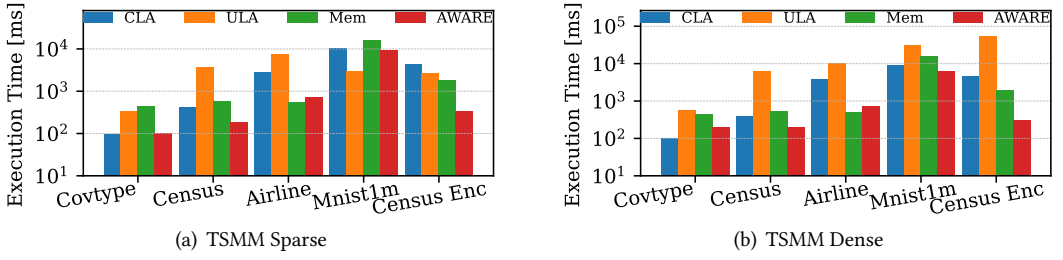 CLA ULA Mem AWARE
Execution Time [ms]
10^4
10^3
10^2
10^1
Covtype Census Airline Mnist1m Census Enc
(a) TSMM Sparse
CLA ULA Mem AWARE
Execution Time [ms]
10^5
10^4
10^3
10^2
10^1
Covtype Census Airline Mnist1m Census Enc
(b) TSMM Dense